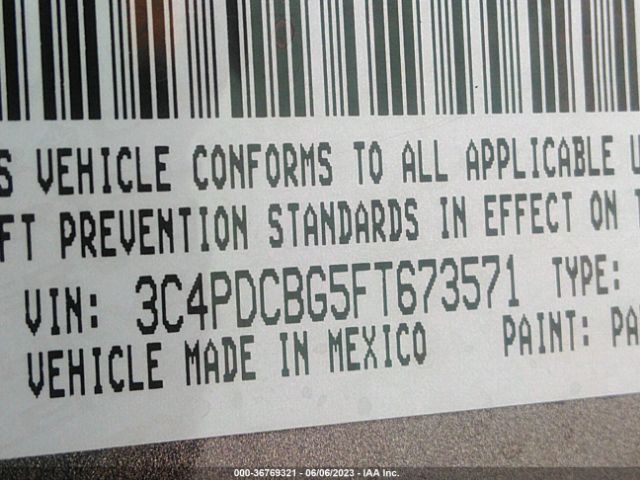 VEHICLE CONFORMS TO ALL APPLICABLE
PREVENTION STANDARDS IN EFFECT ON
VIN: 3C4PDCBG5FT673571 TYPE:
VEHICLE MADE IN MEXICO PAINT: PA
000-36769321 - 06/06/2023 - IAA Inc.